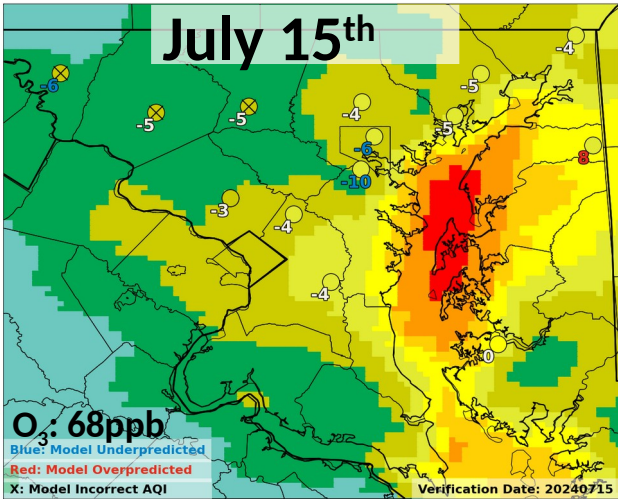 July 15th
-4
-5
-6
-4
-5
-5
-5
-6
8
-10
-3
-4
-4
0
O3: 68ppb
Blue: Model Underpredicted
Red: Model Overpredicted
X: Model Incorrect AQI
Verification Date: 20240715